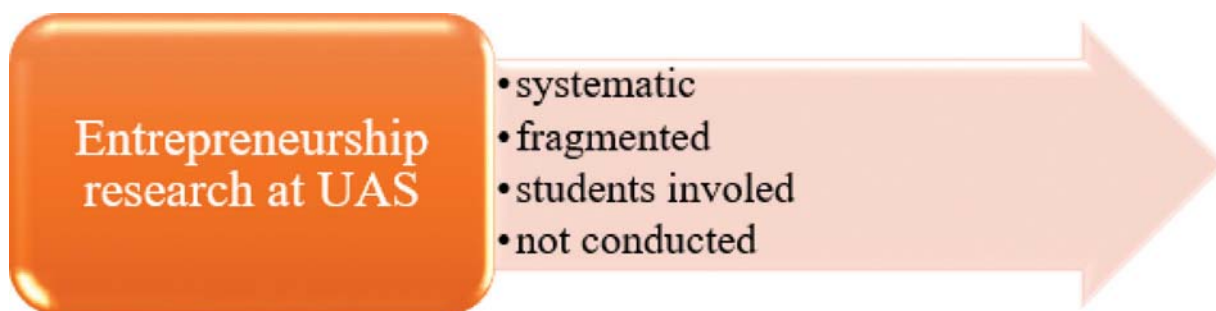 Entrepreneurship
research at UAS
•systematic
•fragmented
•students involed
•not conducted